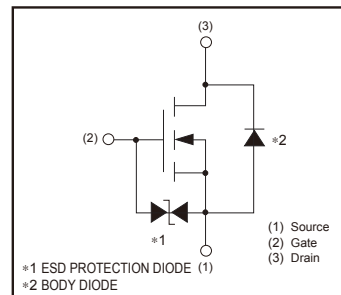 (3)
(2)
*2
*1
(1)
(1) Source
(2) Gate
(3) Drain
*1 ESD PROTECTION DIODE
*2 BODY DIODE